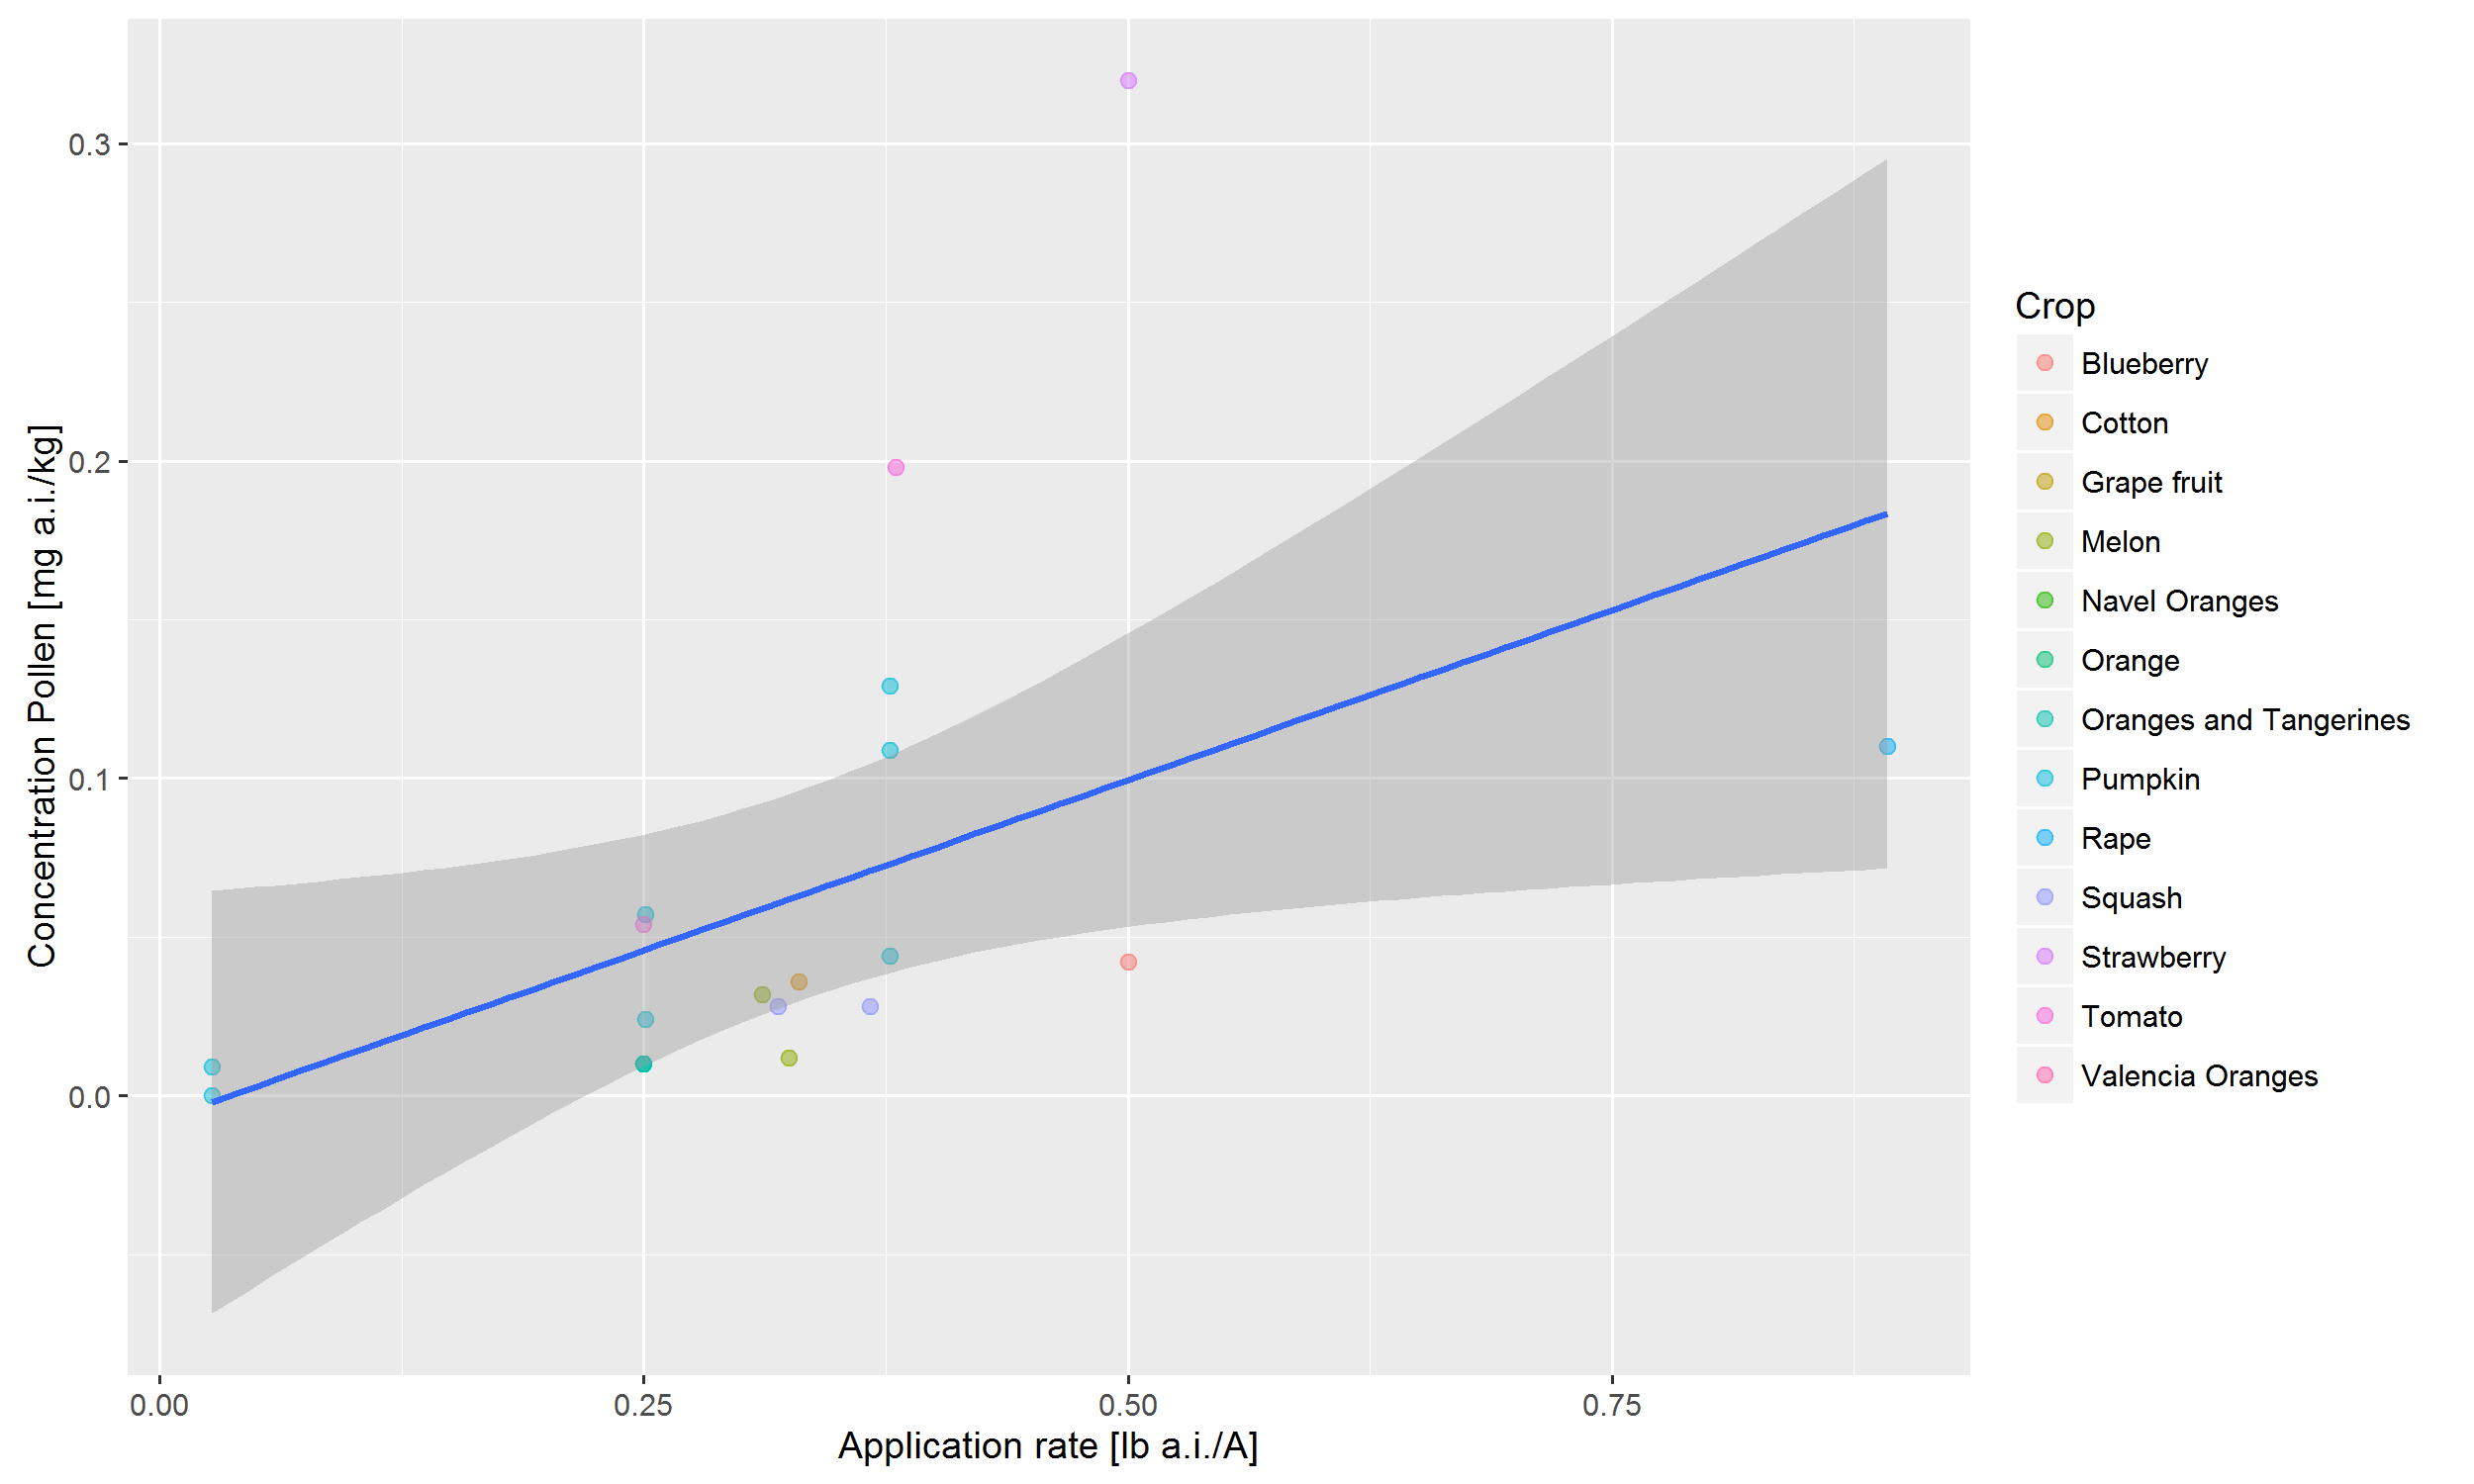 Concentration Pollen [mg a.i./kg]
0.3
0.2
0.1
0.0
0.00 0.25 0.50 0.75
Application rate [lb a.i./A]
Crop
Blueberry
Cotton
Grape fruit
Melon
Navel Oranges
Orange
Oranges and Tangerines
Pumpkin
Rape
Squash
Strawberry
Tomato
Valencia Oranges